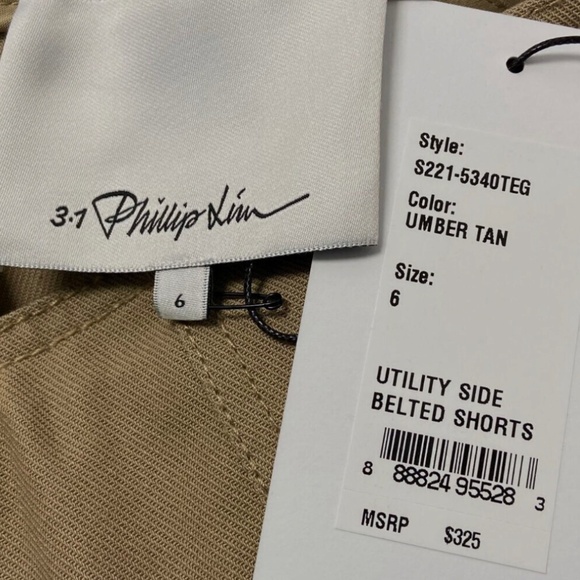 3.1 Phillip Lim
6
Style:
S221-5340TEG
Color:
UMBER TAN
Size:
6
UTILITY SIDE
BELTED SHORTS
8 88824 95528 3
MSRP $325